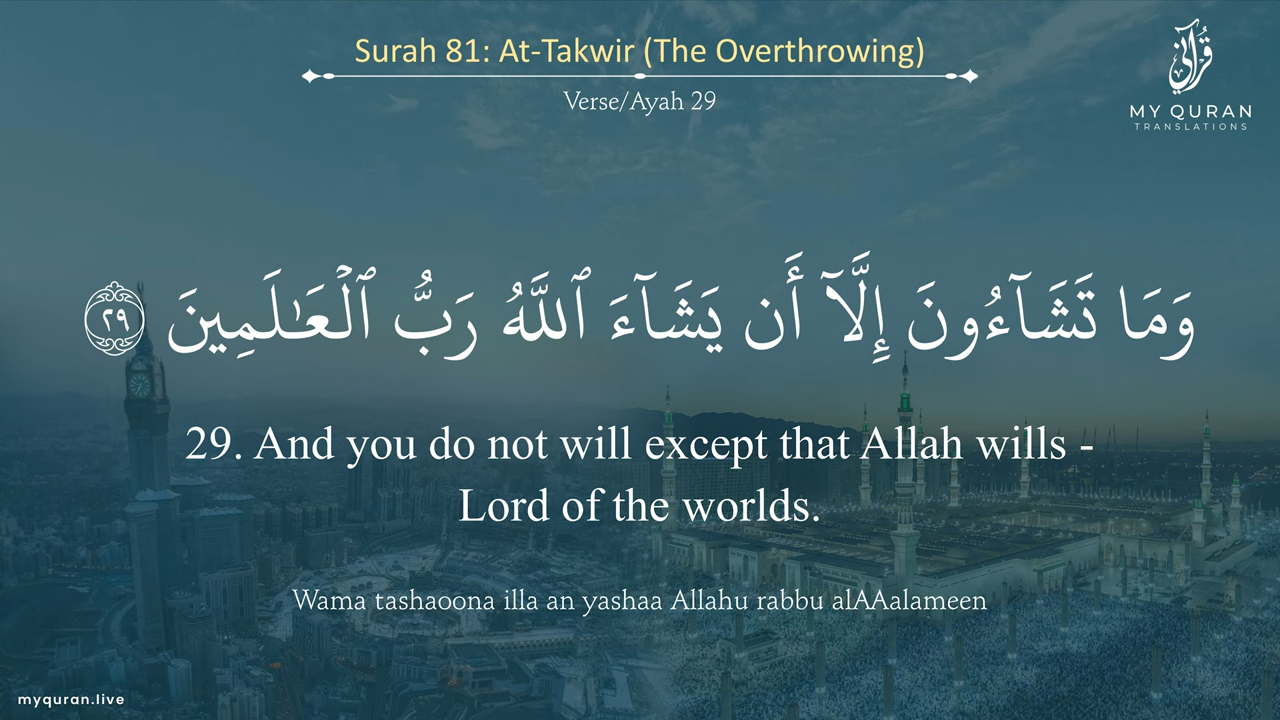 Surah 81: At-Takwir (The Overthrowing)
Verse/Ayah 29
قرآني
MY QURAN
TRANSLATIONS
وَمَا تَشَآءُونَ إِلَّآ أَن يَشَآءَ ٱللَّهُ رَبُّ ٱلْعَـٰلَمِينَ ٢٩
29. And you do not will except that Allah wills -
Lord of the worlds.
Wama tashaoona illa an yashaa Allahu rabbu alAAalameen
myquran.live